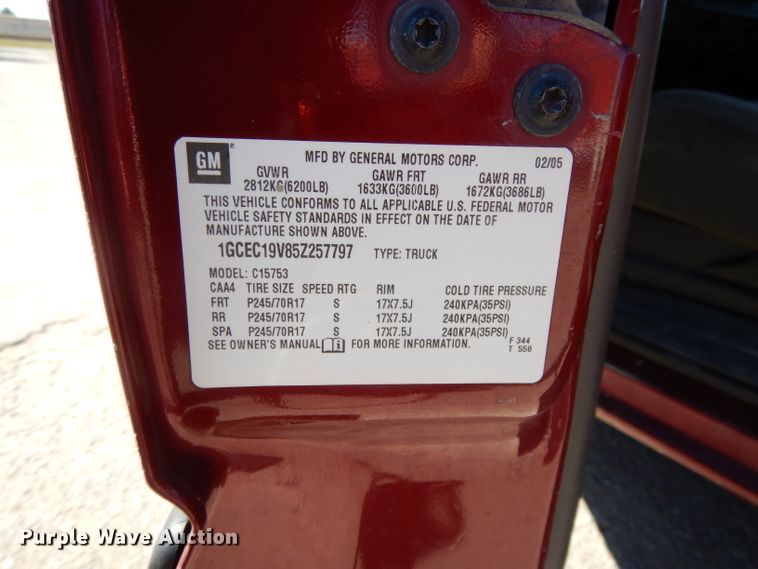 GM ®
MFD BY GENERAL MOTORS CORP. 02/05
GVWR GAWR FRT GAWR RR
2812KG(6200LB) 1633KG(3600LB) 1672KG(3686LB)
THIS VEHICLE CONFORMS TO ALL APPLICABLE U.S. FEDERAL MOTOR
VEHICLE SAFETY STANDARDS IN EFFECT ON THE DATE OF
MANUFACTURE SHOWN ABOVE.
1GCEC19V85Z257797 TYPE: TRUCK
MODEL: C15753
CAA4 TIRE SIZE SPEED RTG RIM COLD TIRE PRESSURE
FRT P245/70R17 S 17X7.5J 240KPA(35PSI)
RR P245/70R17 S 17X7.5J 240KPA(35PSI)
SPA P245/70R17 S 17X7.5J 240KPA(35PSI)
SEE OWNER'S MANUAL FOR MORE INFORMATION.
F 344
T 550
Purple Wave Auction